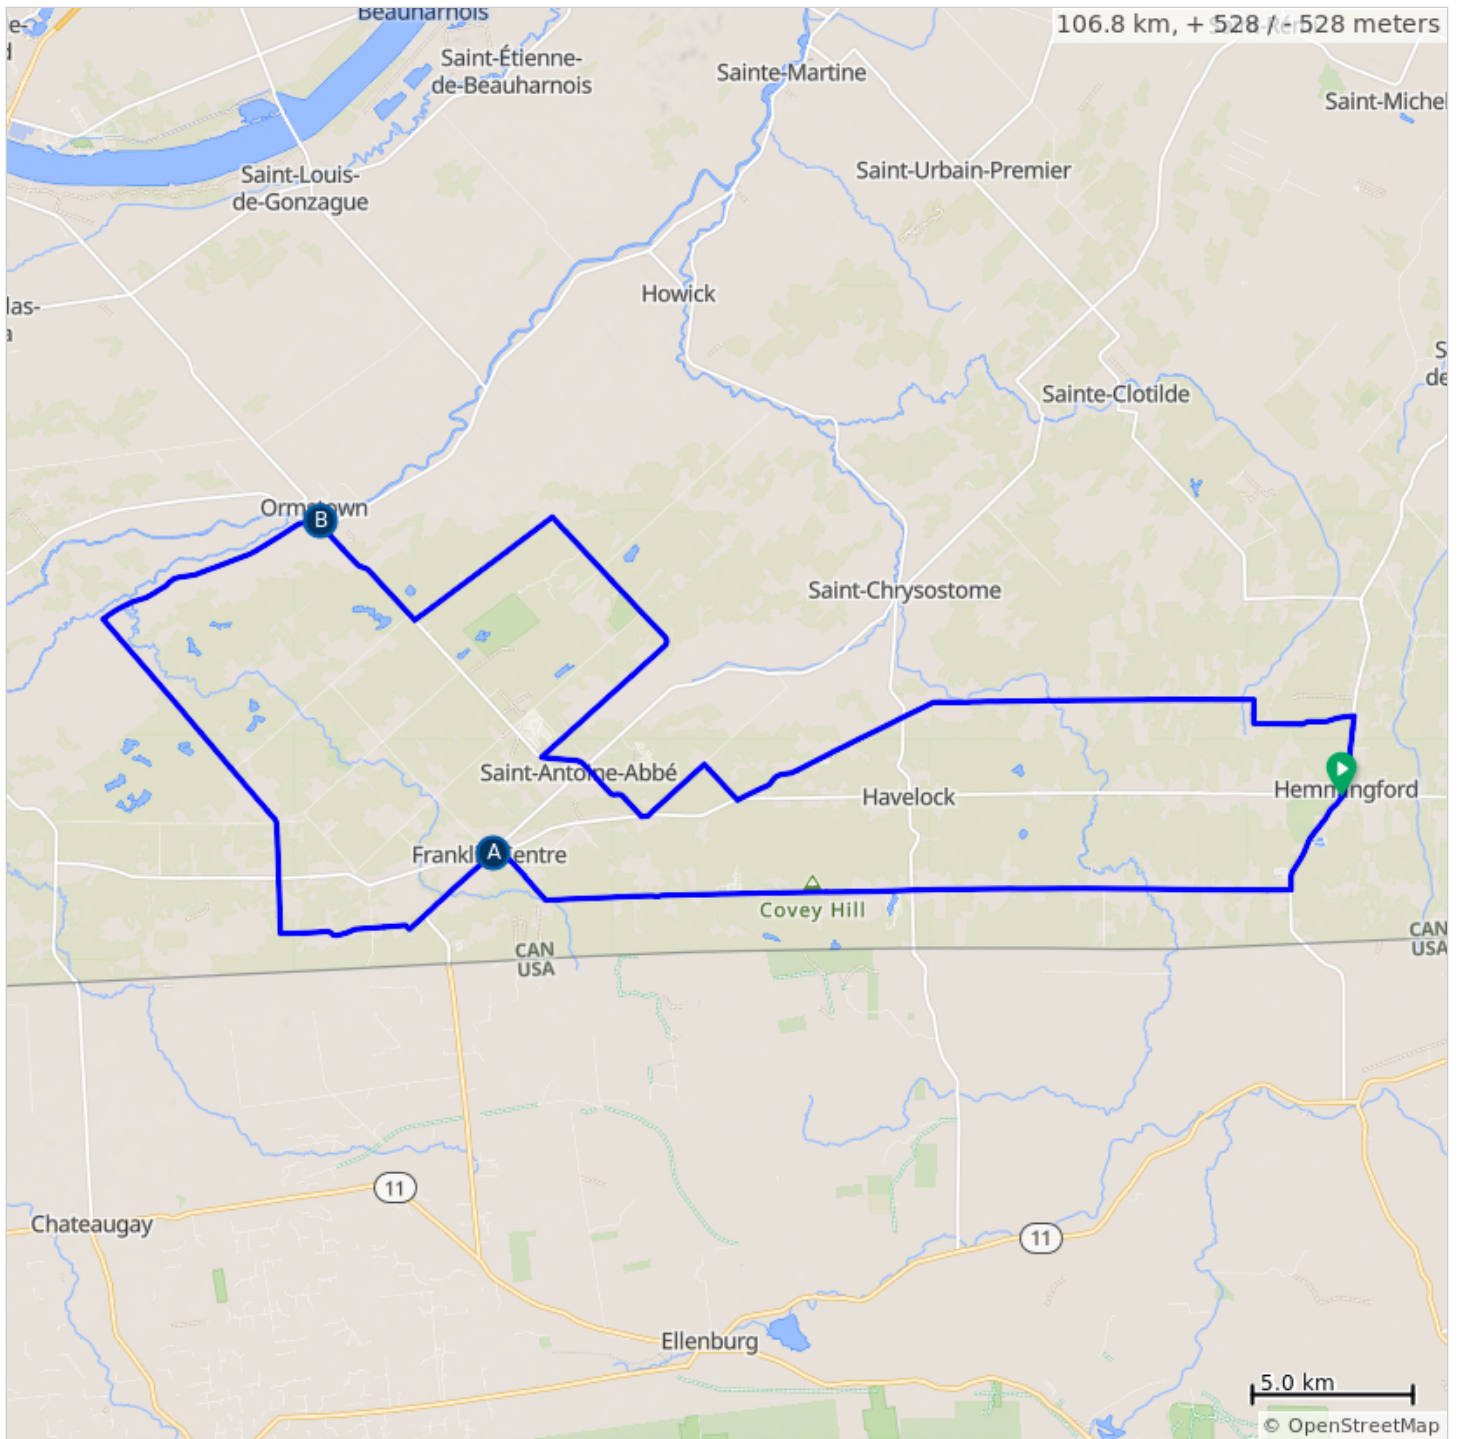 Beauharnois
106.8 km, + 528 / - 528 meters
e-
Saint-Étienne-
de-Beauharnois
Sainte-Martine
Saint-Michel
Saint-Louis-
de-Gonzague
Saint-Urbain-Premier
las-
a
Howick
S
de
Sainte-Clotilde
B
Saint-Chrysostome
Saint-Antoine-Abbé
Havelock
Hemmingford
A
Covey Hill
CAN
USA
CAN
USA
11
Chateaugay
11
Ellenburg
5.0 km
© OpenStreetMap